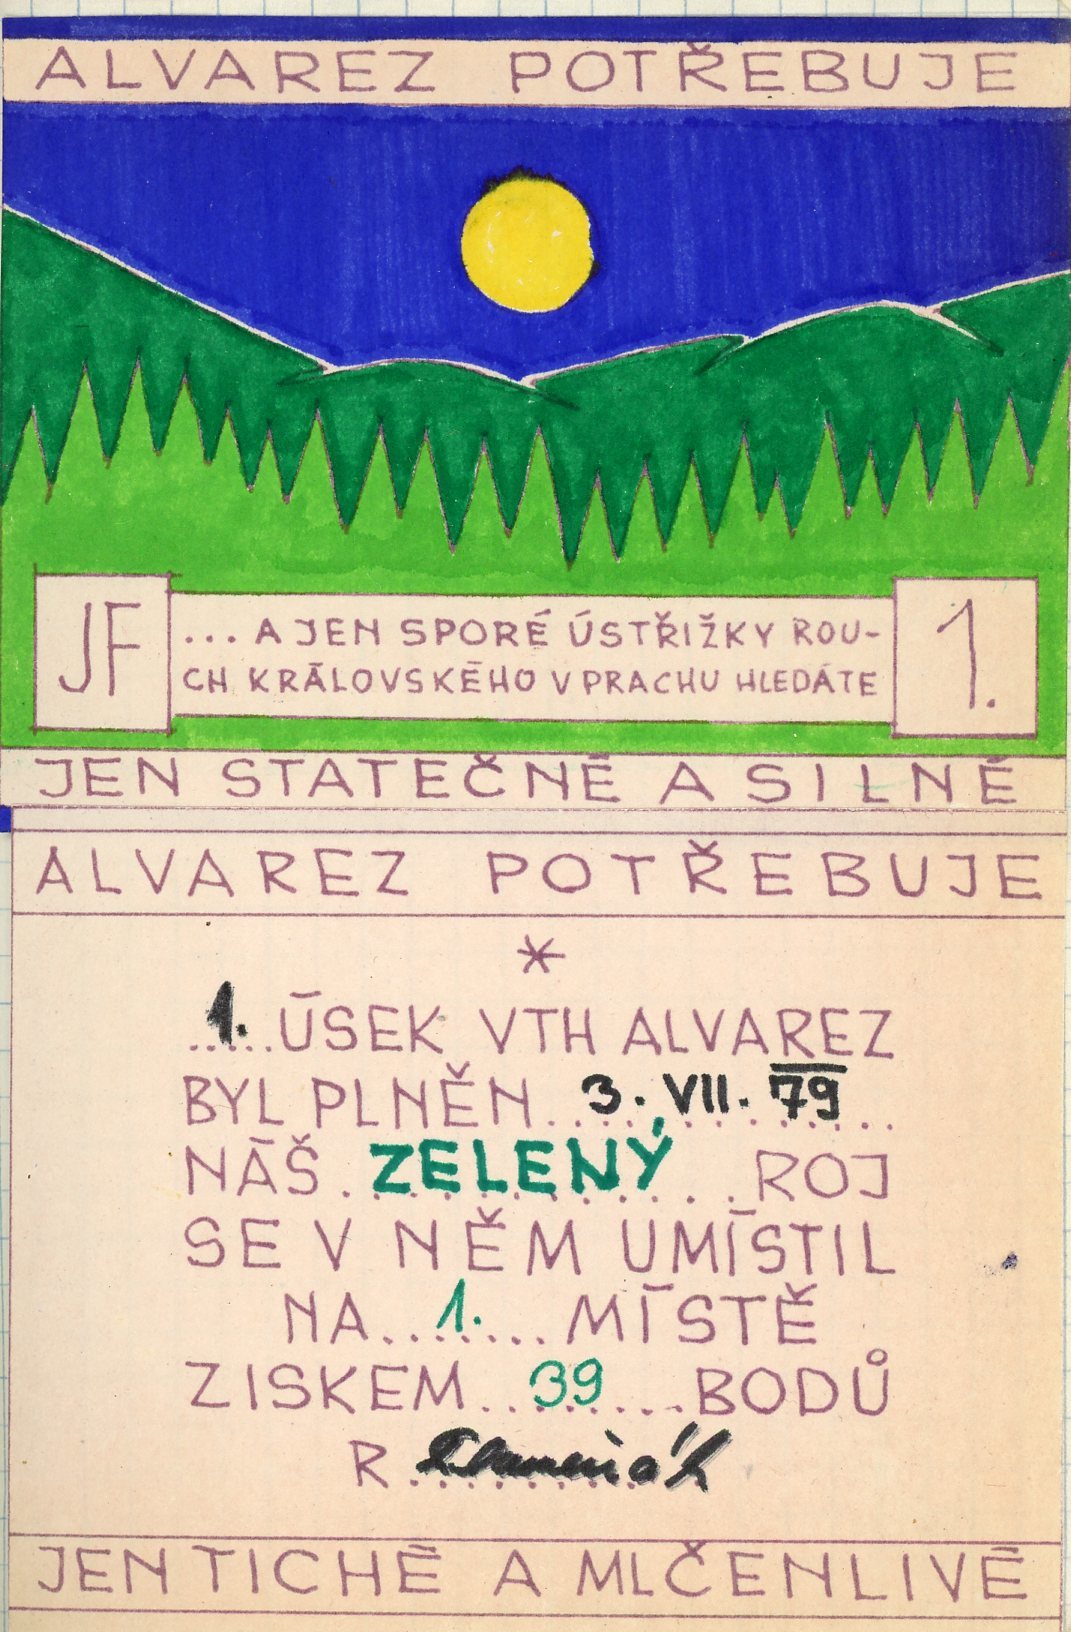 ALVAREZ POTŘEBUJE
JF
... A JEN SPORÉ ÚSTŘIŽKY ROU-
CH KRÁLOVSKÉHO V PRACHU HLEDÁTE
1.
JEN STATEČNÉ A SILNÉ
ALVAREZ POTŘEBUJE
*
1. ÚSEK VTH ALVAREZ
BYL PLNĚN 3. VII. 79
NÁŠ ZELENÝ ROJ
SE V NĚM UMÍSTIL
NA 1. MÍSTĚ
ZISKEM 39 BODŮ
R
JEN TICHÉ A MLČENLIVÉ